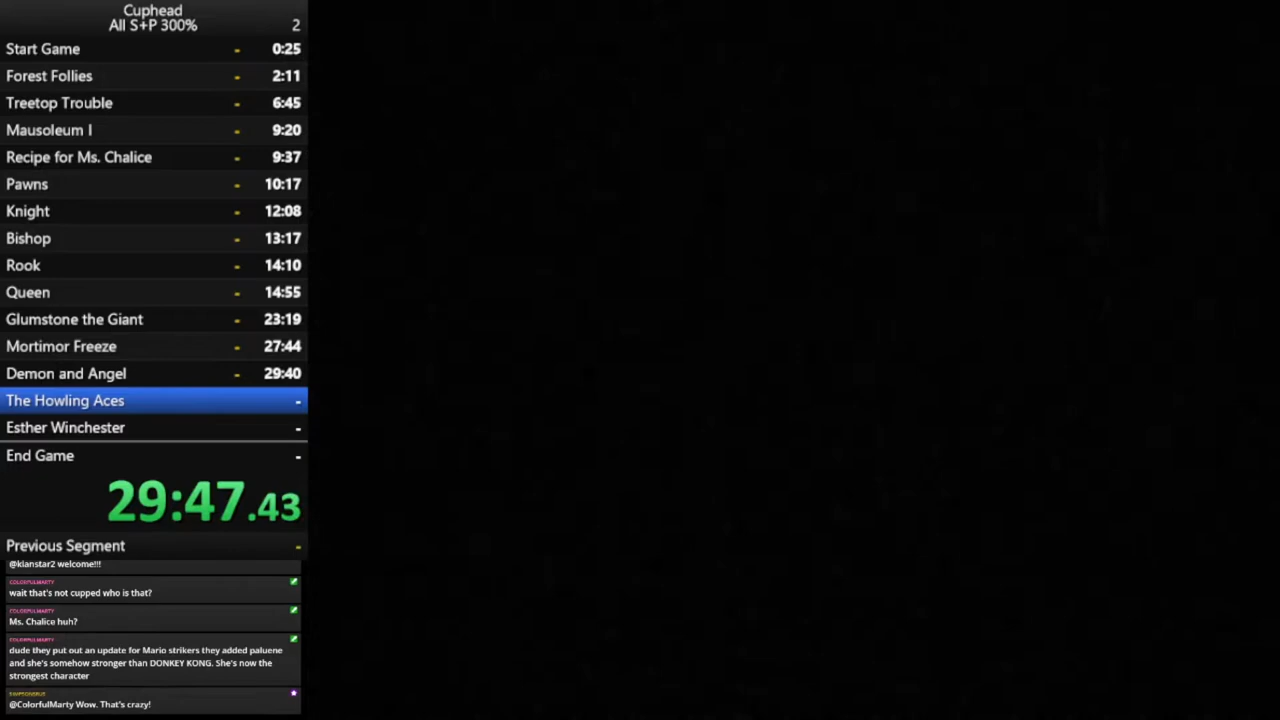 Cuphead
All S+P 300% 2
Start Game - 0:25
Forest Follies - 2:11
Treetop Trouble - 6:45
Mausoleum I - 9:20
Recipe for Ms. Chalice - 9:37
Pawns - 10:17
Knight - 12:08
Bishop - 13:17
Rook - 14:10
Queen - 14:55
Glumstone the Giant - 23:19
Mortimor Freeze - 27:44
Demon and Angel - 29:40
The Howling Aces -
Esther Winchester -
End Game -
29:47.43
Previous Segment -
@kianstar2 welcome!!!
COLORFULMARTY
wait that's not cupped who is that?
COLORFULMARTY
Ms. Chalice huh?
COLORFULMARTY
dude they put out an update for Mario strikers they added paluene
and she's somehow stronger than DONKEY KONG. She's now the
strongest character
@ColorfulMarty Wow. That's crazy!